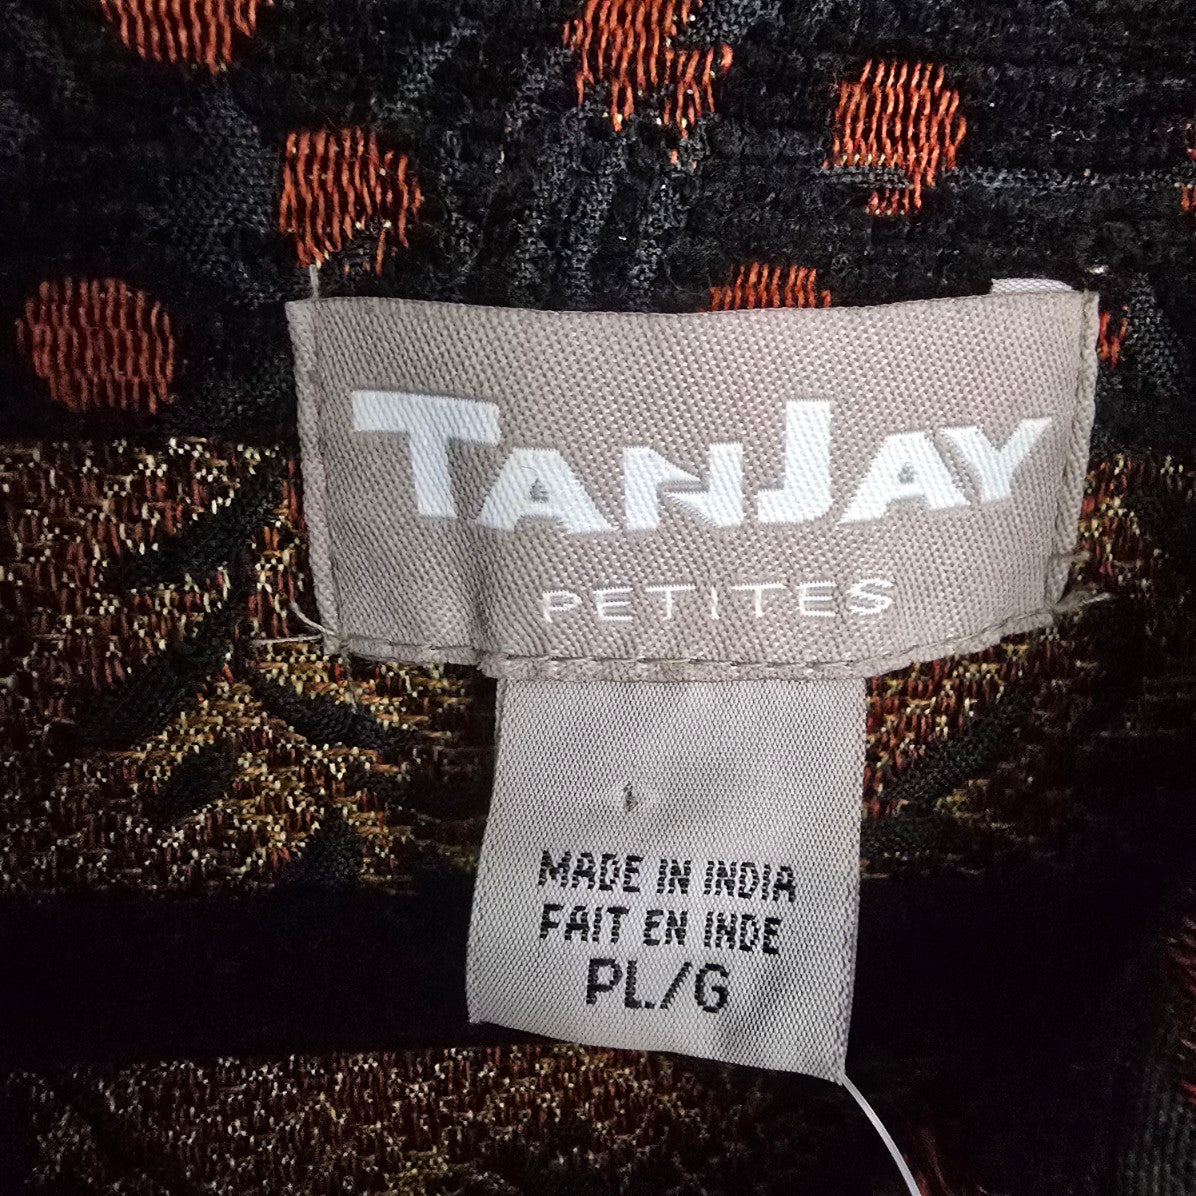 TANJAY
PETITES
MADE IN INDIA
FAIT EN INDE
PL/G